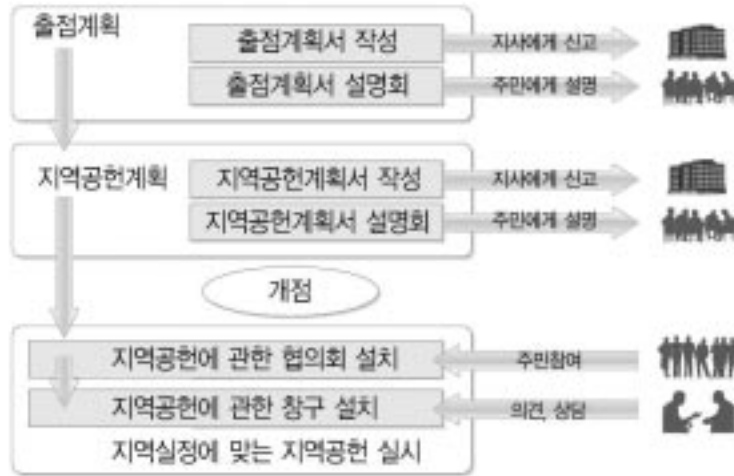 출점계획
출점계획서 작성
지사에게 신고
출점계획서 설명회
주민에게 설명
지역공헌계획
지역공헌계획서 작성
지사에게 신고
지역공헌계획서 설명회
주민에게 설명
개점
지역공헌에 관한 협의회 설치
주민참여
지역공헌에 관한 창구 설치
의견, 상담
지역실정에 맞는 지역공헌 실시